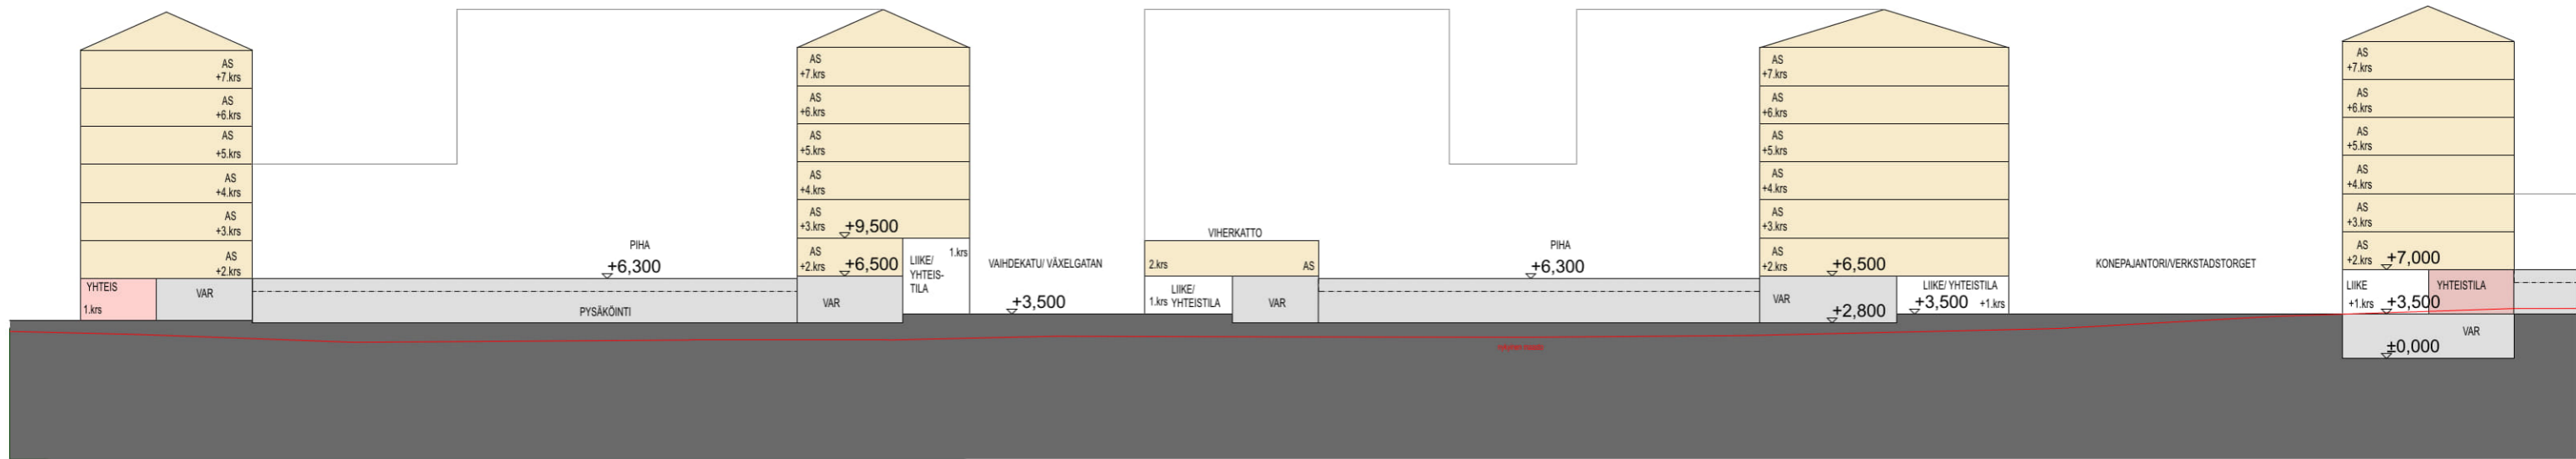 AS
+7.krs
AS
+6.krs
AS
+5.krs
AS
+4.krs
AS
+3.krs
AS
+2.krs
YHTEIS
1.krs
VAR
PIHA
+6,300
PYSÄKÖINTI
AS
+7.krs
AS
+6.krs
AS
+5.krs
AS
+4.krs
AS
+3.krs
+9,500
AS
+2.krs
+6,500
VAR
1.krs
LIIKE/
YHTEIS-
TILA
VAIHDEKATU/ VÄXELGATAN
+3,500
VIHERKATTO
2.krs
AS
LIIKE/
1.krs YHTEISTILA
VAR
PIHA
+6,300
AS
+7.krs
AS
+6.krs
AS
+5.krs
AS
+4.krs
AS
+3.krs
AS
+2.krs
+6,500
VAR
+2,800
LIIKE/ YHTEISTILA
+3,500 +1.krs
KONEPAJANTORI/VERKSTADSTORGET
AS
+7.krs
AS
+6.krs
AS
+5.krs
AS
+4.krs
AS
+3.krs
AS
+2.krs
+7,000
LIIKE
+1.krs
+3,500
YHTEISTILA
VAR
±0,000